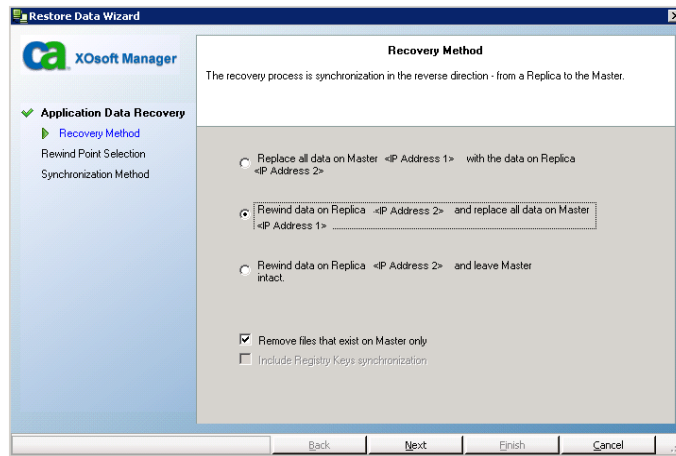 Restore Data Wizard
ca
XOsoft Manager
Application Data Recovery
Recovery Method
Rewind Point Selection
Synchronization Method
Recovery Method
The recovery process is synchronization in the reverse direction - from a Replica to the Master.
Replace all data on Master <IP Address 1> with the data on Replica
<IP Address 2>
Rewind data on Replica <IP Address 2> and replace all data on Master
<IP Address 1>
Rewind data on Replica <IP Address 2> and leave Master
intact.
Remove files that exist on Master only
Include Registry Keys synchronization
Back Next Finish Cancel